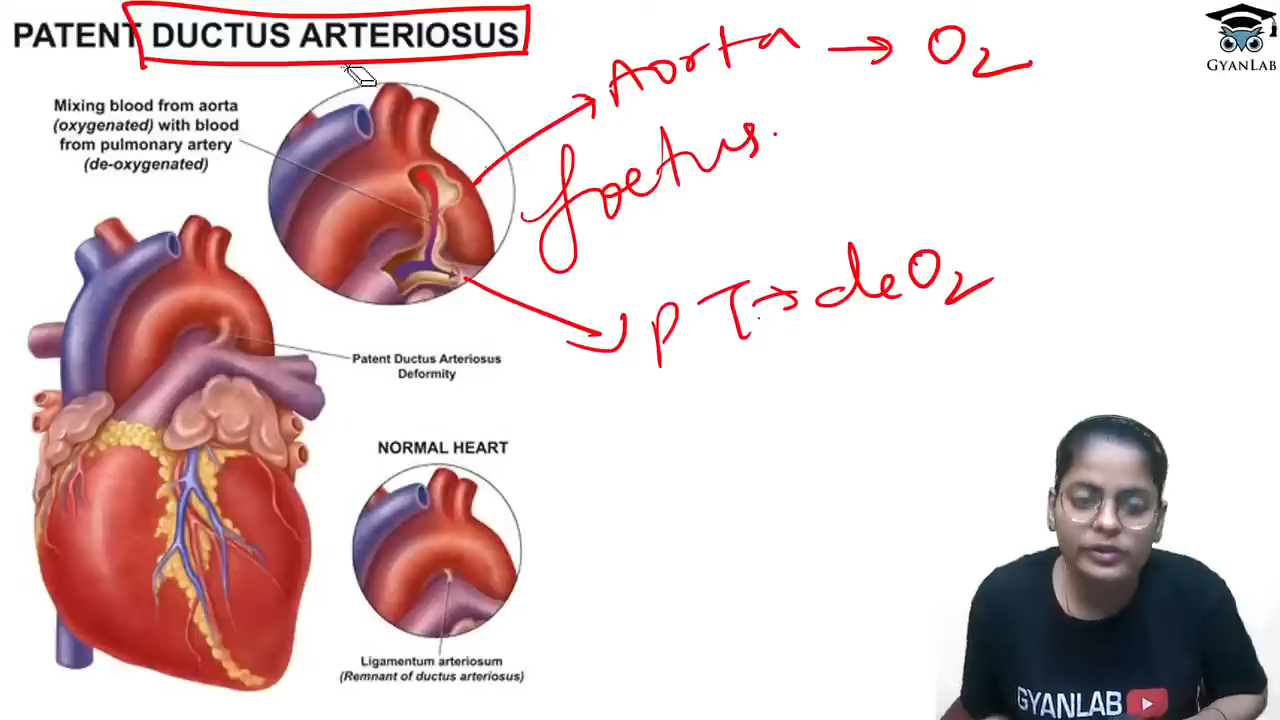 PATENT DUCTUS ARTERIOSUS
Aorta → O2
GYANLAB
Mixing blood from aorta
(oxygenated) with blood
from pulmonary artery
(de-oxygenated)
foetus.
PT → deO2
Patent Ductus Arteriosus
Deformity
NORMAL HEART
Ligamentum arteriosum
(Remnant of ductus arteriosus)
GYANLAB